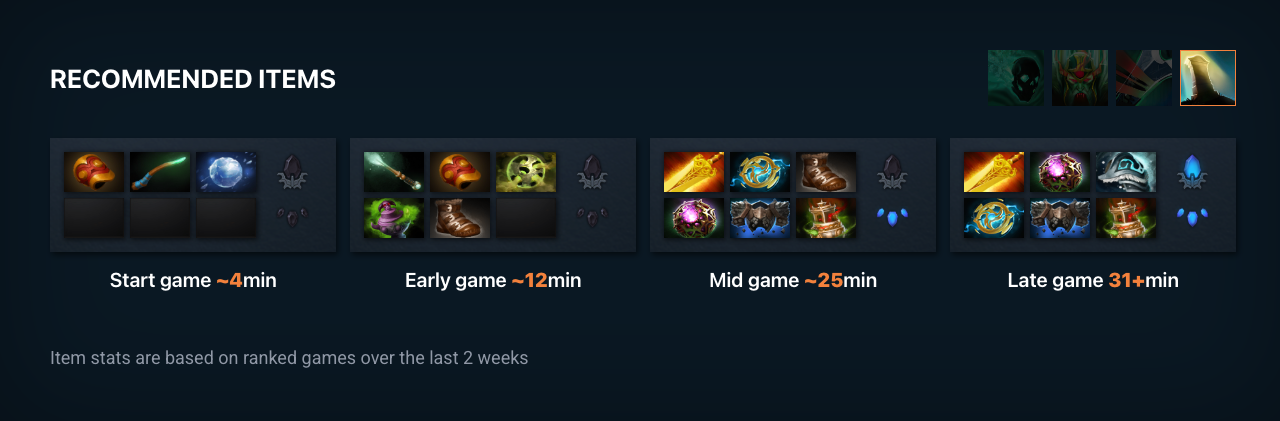 RECOMMENDED ITEMS
Start game ~4min
Early game ~12min
Mid game ~25min
Late game 31+min
Item stats are based on ranked games over the last 2 weeks